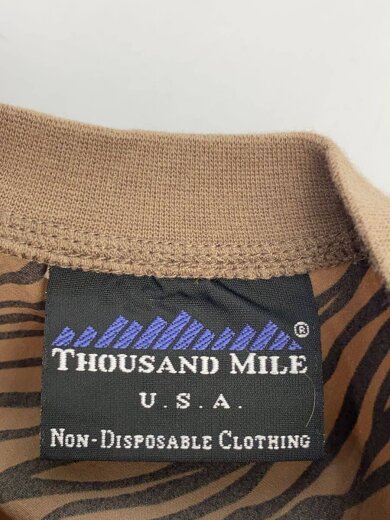 ®
THOUSAND MILE
U.S.A.
NON-DISPOSABLE CLOTHING